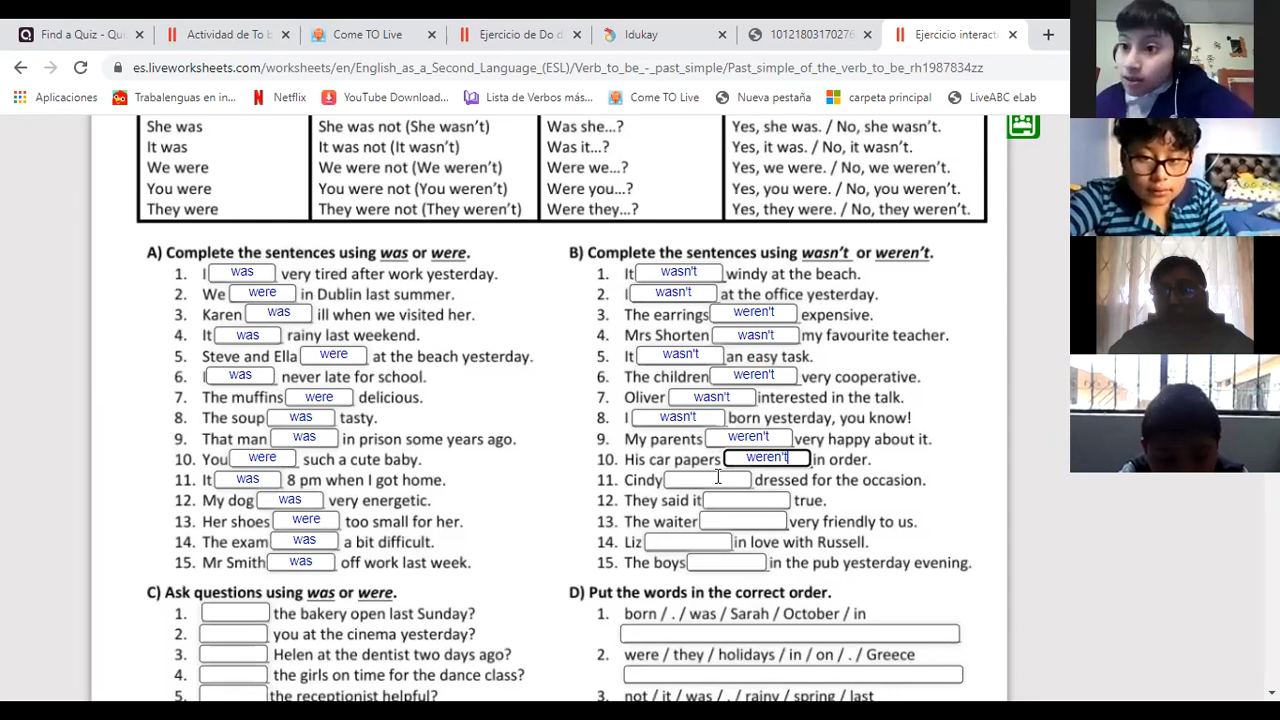 Find a Quiz - Qu
Actividad de To b
Come TO Live
Ejercicio de Do d
Idukay
10121803170276
Ejercicio interact
es.liveworksheets.com/worksheets/en/English_as_a_Second_Language_(ESL)/Verb_to_be_-_past_simple/Past_simple_of_the_verb_to_be_rh1987834zz
Aplicaciones
Trabalenguas en in...
Netflix
YouTube Download...
Lista de Verbos más...
Come TO Live
Nueva pestaña
carpeta principal
LiveABC eLab
She was She was not (She wasn't) Was she...? Yes, she was. / No, she wasn't.
It was It was not (It wasn't) Was it...? Yes, it was. / No, it wasn't.
We were We were not (We weren't) Were we...? Yes, we were. / No, we weren't.
You were You were not (You weren't) Were you...? Yes, you were. / No, you weren't.
They were They were not (They weren't) Were they...? Yes, they were. / No, they weren't.
A) Complete the sentences using was or were.
1. I was very tired after work yesterday.
2. We were in Dublin last summer.
3. Karen was ill when we visited her.
4. It was rainy last weekend.
5. Steve and Ella were at the beach yesterday.
6. I was never late for school.
7. The muffins were delicious.
8. The soup was tasty.
9. That man was in prison some years ago.
10. You were such a cute baby.
11. It was 8 pm when I got home.
12. My dog was very energetic.
13. Her shoes were too small for her.
14. The exam was a bit difficult.
15. Mr Smith was off work last week.
B) Complete the sentences using wasn't or weren't.
1. It wasn't windy at the beach.
2. I wasn't at the office yesterday.
3. The earrings weren't expensive.
4. Mrs Shorten wasn't my favourite teacher.
5. It wasn't an easy task.
6. The children weren't very cooperative.
7. Oliver wasn't interested in the talk.
8. I wasn't born yesterday, you know!
9. My parents weren't very happy about it.
10. His car papers weren't in order.
11. Cindy dressed for the occasion.
12. They said it true.
13. The waiter very friendly to us.
14. Liz in love with Russell.
15. The boys in the pub yesterday evening.
C) Ask questions using was or were.
1. the bakery open last Sunday?
2. you at the cinema yesterday?
3. Helen at the dentist two days ago?
4. the girls on time for the dance class?
5. the receptionist helpful?
D) Put the words in the correct order.
1. born / . / was / Sarah / October / in
2. were / they / holidays / in / on / . / Greece
3. not / it / was / . / rainy / spring / last